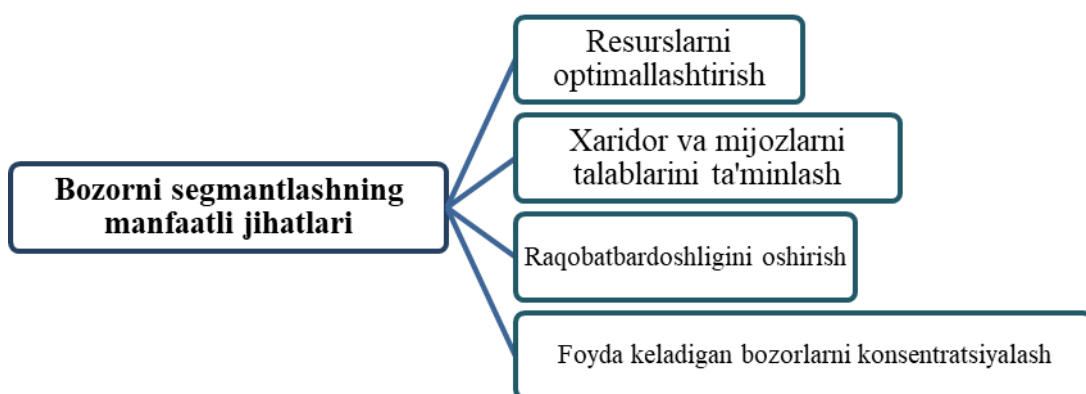 Bozorni segmantlashning
manfaatli jihatlari
Resurslarni
optimallashtirish
Xaridor va mijozlarni
talablarini ta'minlash
Raqobatbardoshligini oshirish
Foyda keladigan bozorlarni konsentratsiyalash